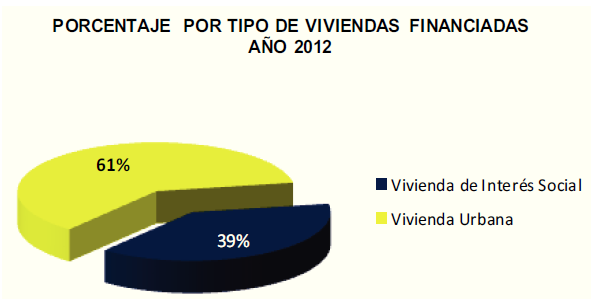 PORCENTAJE POR TIPO DE VIVIENDAS FINANCIADAS
AÑO 2012
61%
39%
Vivienda de Interés Social
Vivienda Urbana